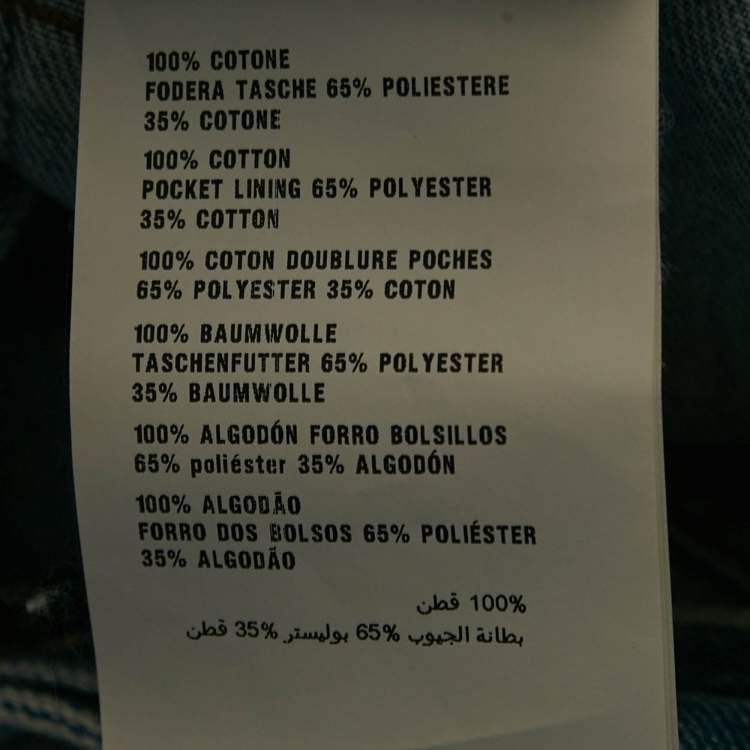 100% COTONE
FODERA TASCHE 65% POLIESTERE
35% COTONE
100% COTTON
POCKET LINING 65% POLYESTER
35% COTTON
100% COTON DOUBLURE POCHES
65% POLYESTER 35% COTON
100% BAUMWOLLE
TASCHENFUTTER 65% POLYESTER
35% BAUMWOLLE
100% ALGODÓN FORRO BOLSILLOS
65% poliéster 35% ALGODÓN
100% ALGODÃO
FORRO DOS BOLSOS 65% POLIÉSTER
35% ALGODÃO
100% قطن
بطانة الجيوب 65% بوليستر 35% قطن